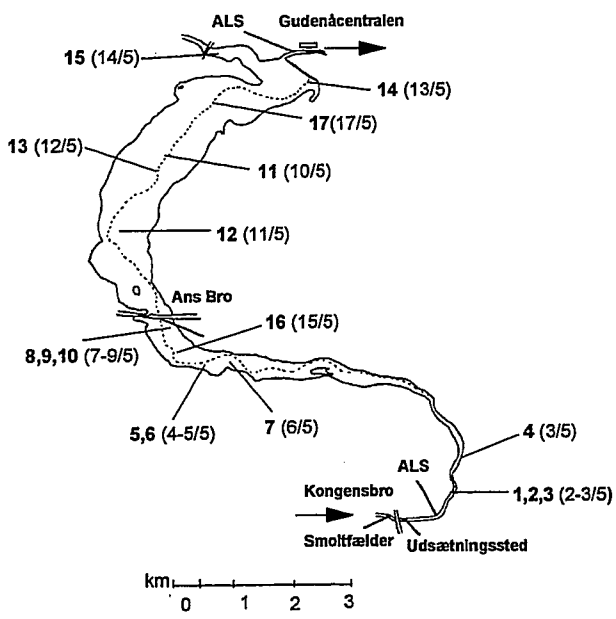 ALS
Gudenåcentralen
15 (14/5)
14 (13/5)
17(17/5)
13 (12/5)
11 (10/5)
12 (11/5)
Ans Bro
16 (15/5)
8,9,10 (7-9/5)
7 (6/5)
5,6 (4-5/5)
4 (3/5)
ALS
Kongensbro
1,2,3 (2-3/5)
Smoltfælder
Udsætningssted
km
0 1 2 3